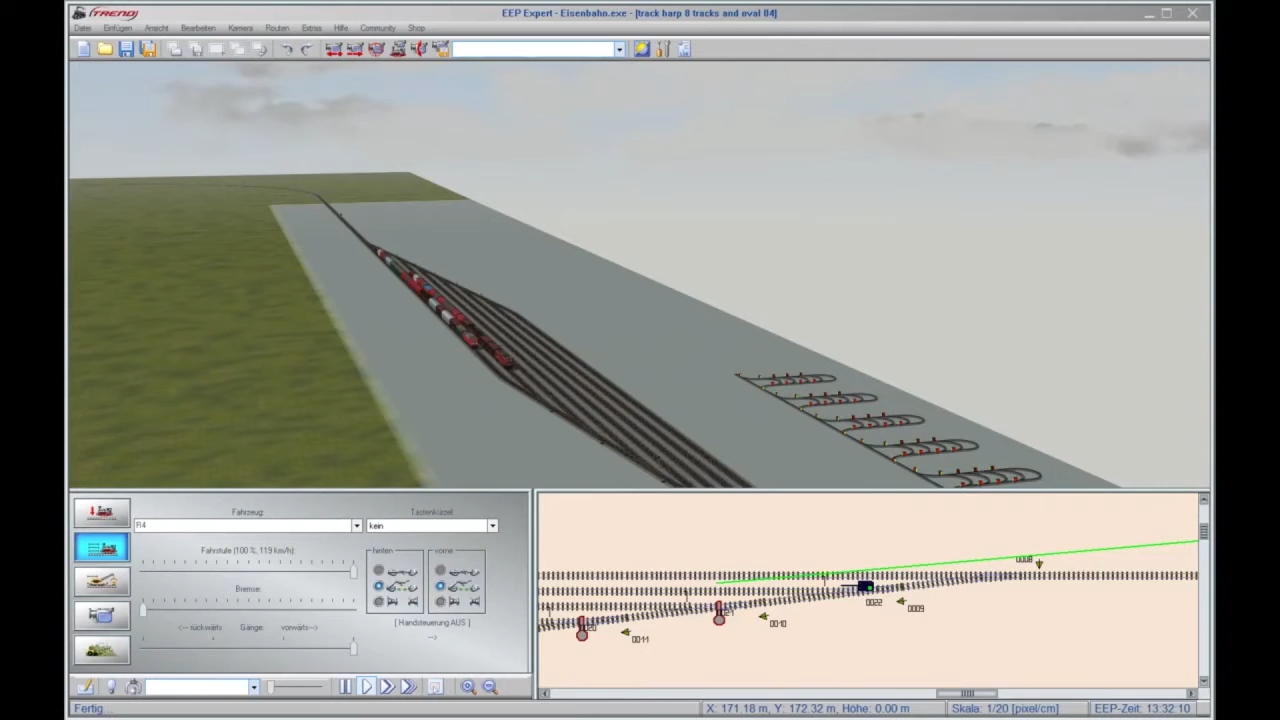 TREND
EEP Expert - Eisenbahn.exe - [track harp 8 tracks and oval 04]
Datei Einfügen Ansicht Bearbeiten Kamera Routen Extras Hilfe Community Shop
Fahrzeug: Tastenkürzel
R4 kein
Fahrstufe (100 %, 119 km/h): hinten vorne
Bremse:
<-- rückwärts Gänge: vorwärts-->
[ Handsteuerung AUS ]
-->
0008
0022 0009
0010
0011
Fertig... X: 171.18 m, Y: 172.32 m, Höhe: 0.00 m Skala: 1/20 [pixel/cm] EEP-Zeit: 13:32:10